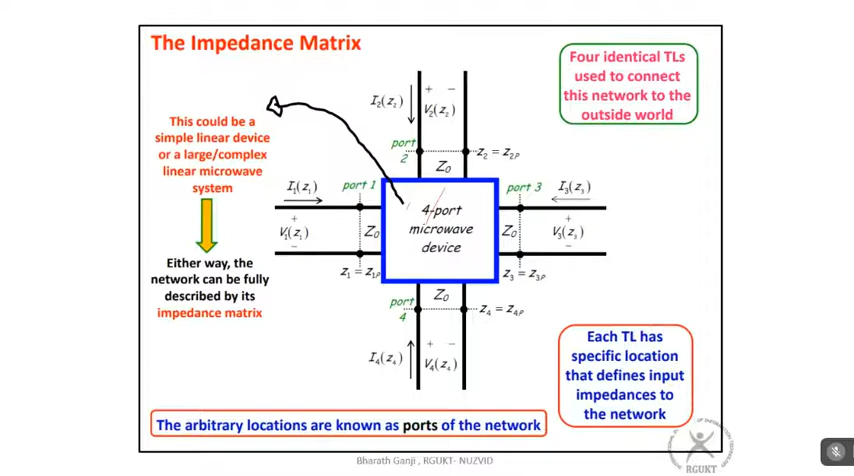 The Impedance Matrix
Four identical TLs
used to connect
this network to the
outside world
This could be a
simple linear device
or a large/complex
linear microwave
system
Either way, the
network can be fully
described by its
impedance matrix
I₂(z₂)
+ −
V₂(z₂)
port
2
z₂ = z₂P
Z₀
I₁(z₁)
port 1
+
V₁(z₁)
−
Z₀
z₁ = z₁P
4-port
microwave
device
port 3
I₃(z₃)
Z₀
+
V₃(z₃)
−
z₃ = z₃P
Z₀
port
4
z₄ = z₄P
I₄(z₄)
+ −
V₄(z₄)
Each TL has
specific location
that defines input
impedances to
the network
The arbitrary locations are known as ports of the network
Bharath Ganji , RGUKT- NUZVID
RGUKT